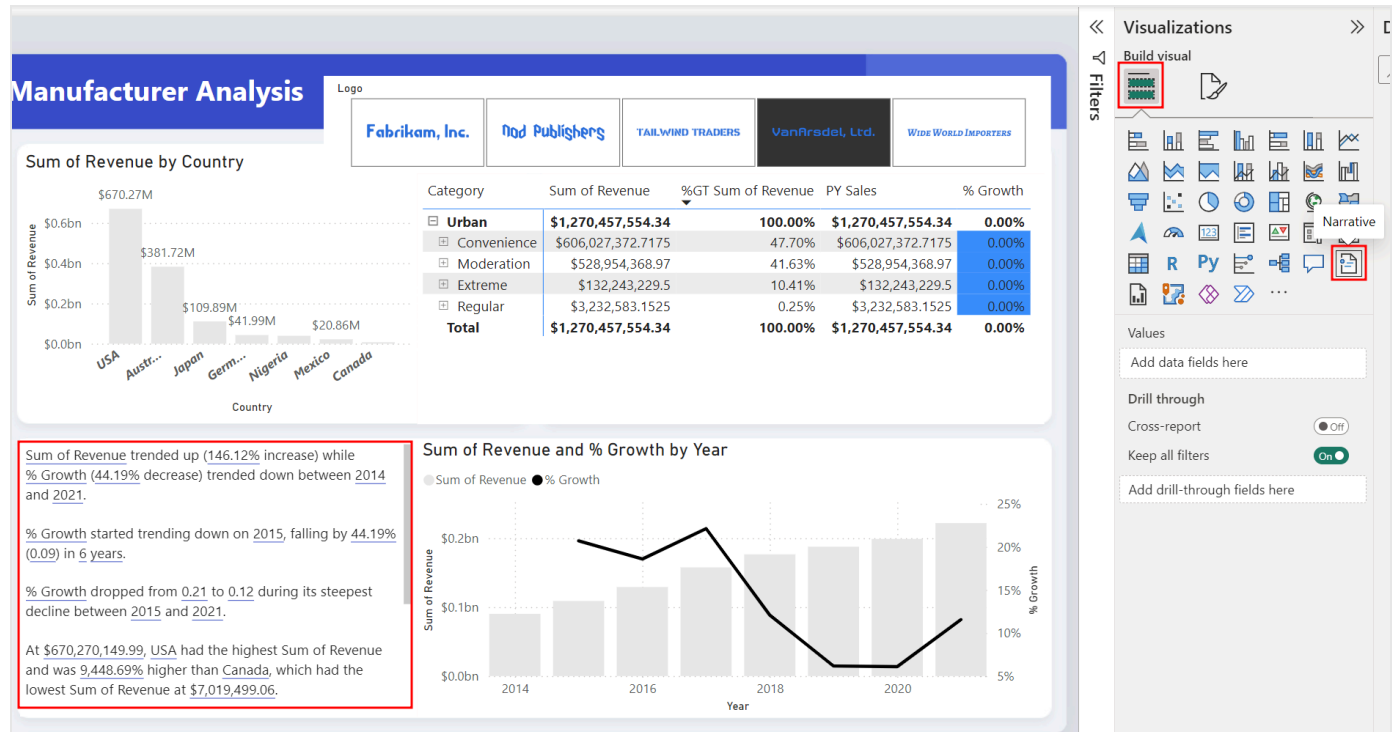 Manufacturer Analysis
Logo
Fabrikam, Inc.
Nod Publishers
TAILWIND TRADERS
VanArsdel, Ltd.
WIDE WORLD IMPORTERS
Sum of Revenue by Country
Sum of Revenue
$0.6bn
$0.4bn
$0.2bn
$0.0bn
$670.27M
$381.72M
$109.89M
$41.99M
$20.86M
USA
Austr...
Japan
Germ...
Nigeria
Mexico
Canada
Country
Category Sum of Revenue %GT Sum of Revenue PY Sales % Growth
Urban $1,270,457,554.34 100.00% $1,270,457,554.34 0.00%
Convenience $606,027,372.7175 47.70% $606,027,372.7175 0.00%
Moderation $528,954,368.97 41.63% $528,954,368.97 0.00%
Extreme $132,243,229.5 10.41% $132,243,229.5 0.00%
Regular $3,232,583.1525 0.25% $3,232,583.1525 0.00%
Total $1,270,457,554.34 100.00% $1,270,457,554.34 0.00%
Sum of Revenue trended up (146.12% increase) while
% Growth (44.19% decrease) trended down between 2014
and 2021.
% Growth started trending down on 2015, falling by 44.19%
(0.09) in 6 years.
% Growth dropped from 0.21 to 0.12 during its steepest
decline between 2015 and 2021.
At $670,270,149.99, USA had the highest Sum of Revenue
and was 9,448.69% higher than Canada, which had the
lowest Sum of Revenue at $7,019,499.06.
Sum of Revenue and % Growth by Year
Sum of Revenue % Growth
Sum of Revenue
$0.2bn
$0.1bn
$0.0bn
25%
20%
15%
10%
5%
% Growth
2014 2016 2018 2020
Year
Filters
Visualizations
Build visual
123
R
Py
Narrative
...
Values
Add data fields here
Drill through
Cross-report
Off
Keep all filters
On
Add drill-through fields here